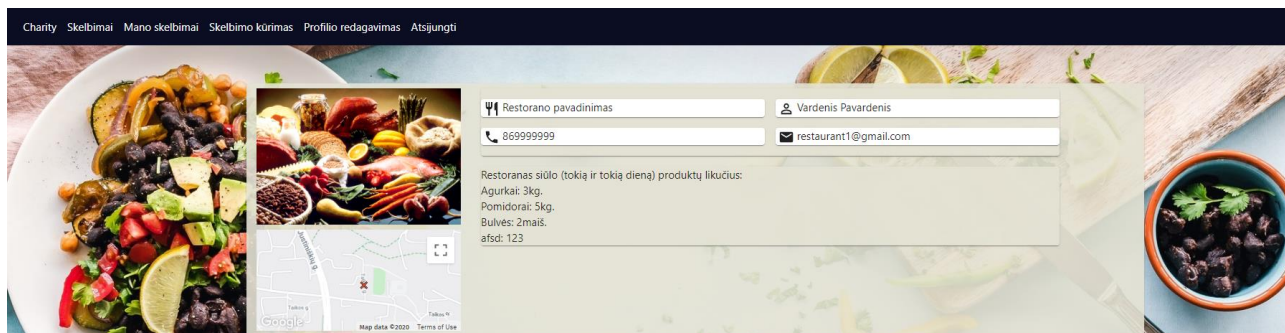 Charity Skelbimai Mano skelbimai Skelbimo kūrimas Profilio redagavimas Atsijungti
Restorano pavadinimas
Vardenis Pavardenis
869999999
restaurant1@gmail.com
Restoranas siūlo (tokią ir tokią dieną) produktų likučius:
Agurkai: 3kg.
Pomidorai: 5kg.
Bulvės: 2maiš.
afsd: 123
Justiniškių g.
Taikos g.
Google
Map data ©2020 Terms of Use